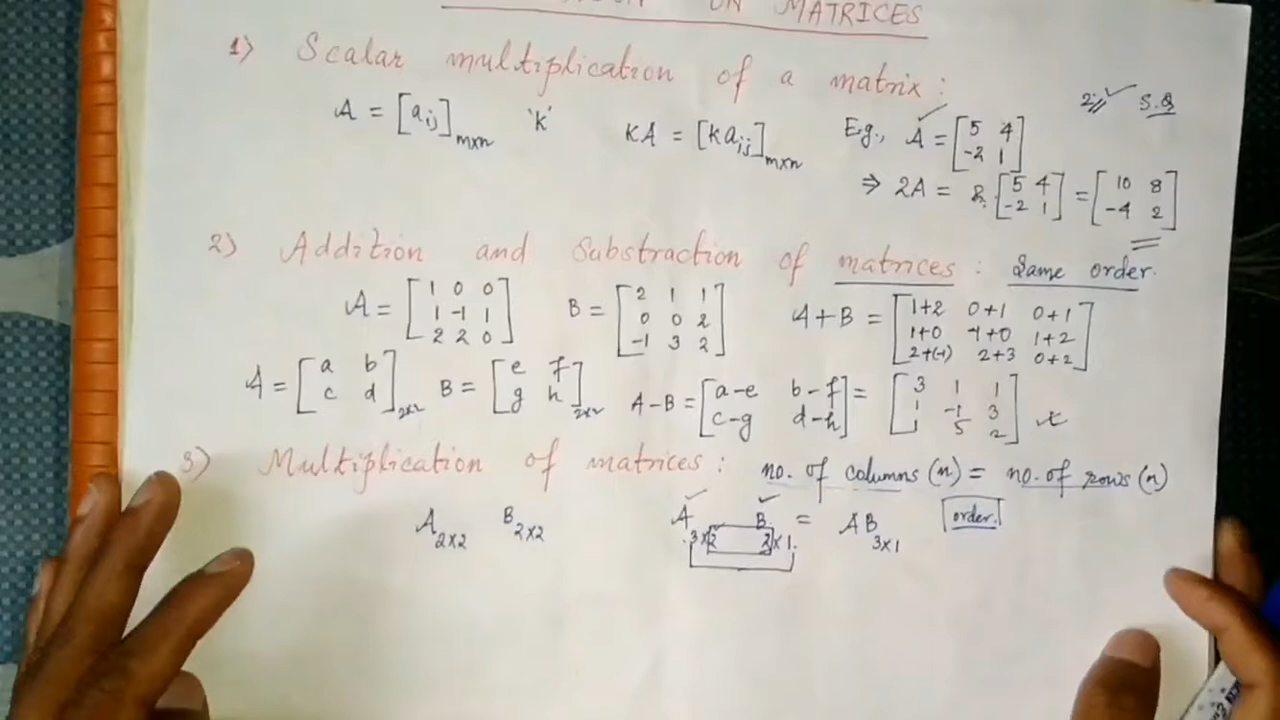 ON MATRICES
1) Scalar multiplication of a matrix :
A = [aij]mxn 'K' KA = [kaij]mxn Eg., A = [5 4 -2 1] 2 S.Q
⇒ 2A = 2. [5 4 -2 1] = [10 8 -4 2]
2) Addition and Substraction of matrices : Same order.
A = [1 0 0 1 -1 1 2 2 0] B = [2 1 1 0 0 2 -1 3 2] A+B = [1+2 0+1 0+1 1+0 -1+0 1+2 2+(-1) 2+3 0+2]
A = [a b c d]2x2 B = [e f g h]2x2 A-B = [a-e b-f c-g d-h] = [3 1 1 1 -1 3 1 5 2]
3) Multiplication of matrices : no. of columns (n) = no. of rows (n)
A2x2 B2x2 A3x2 B2x1 = AB3x1 order.